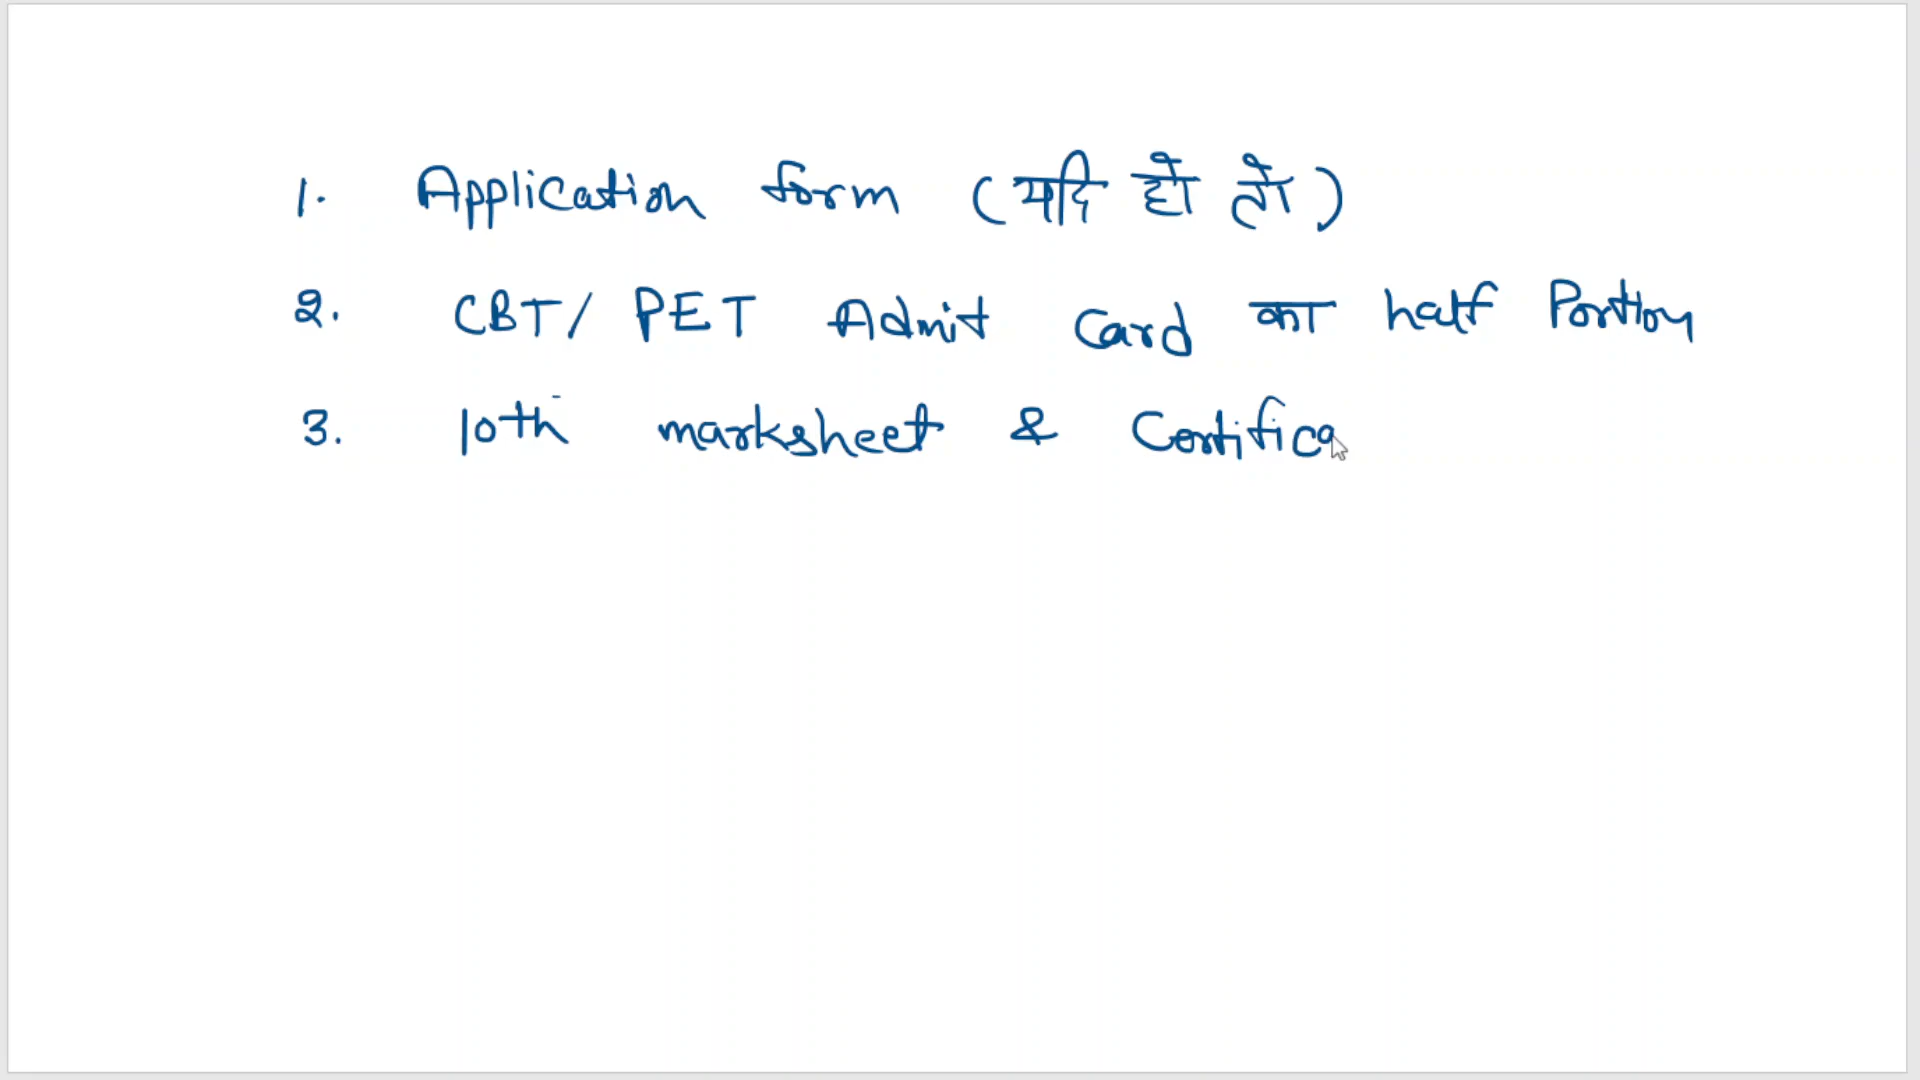 1. Application form (यदि हो तो)
2. CBT/ PET Admit Card का half Portion
3. 10th marksheet & Certifica